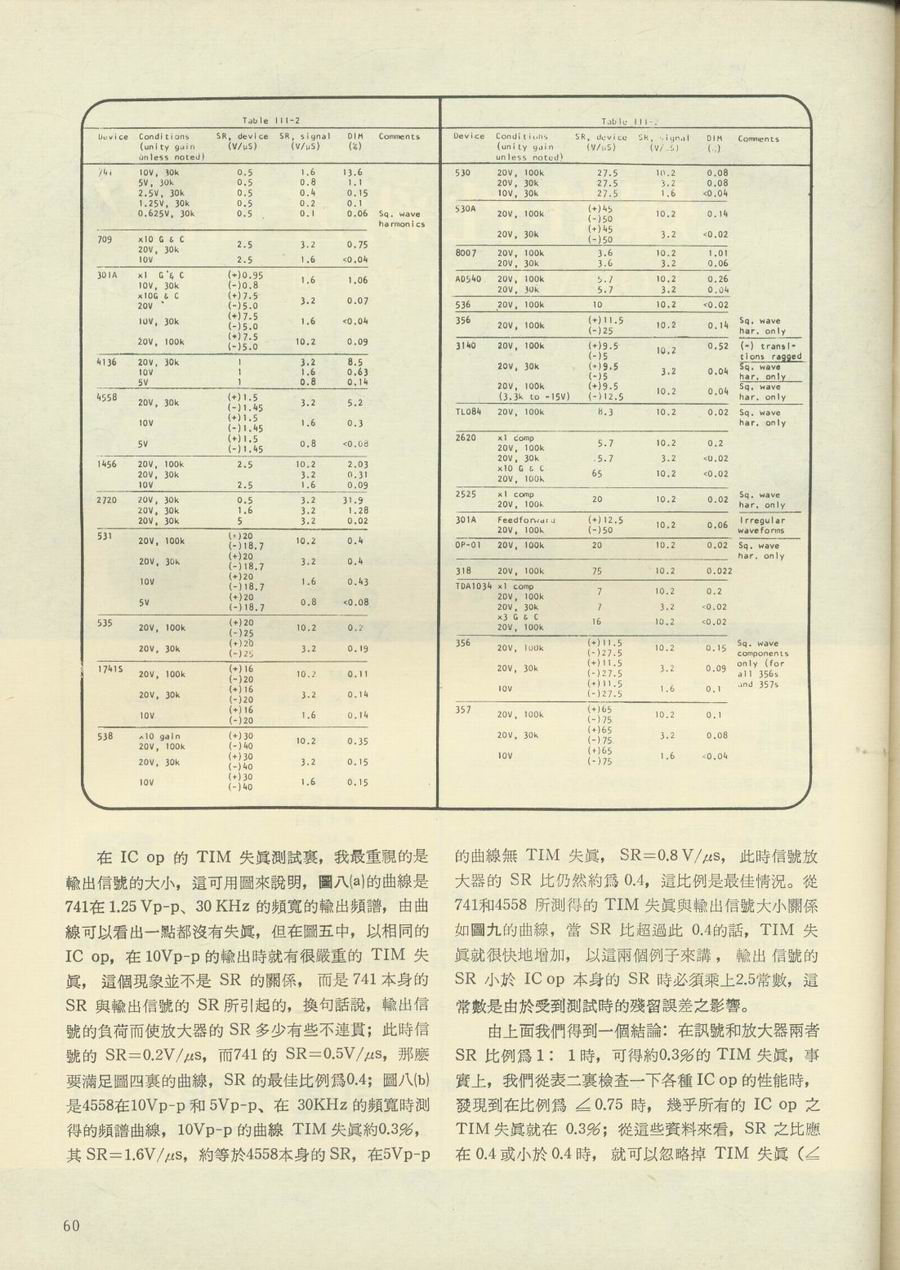 Table III-2
Device Conditions SR, device SR, signal DIM Comments
(unity gain (V/µS) (V/µS) (%)
unless noted)
741 10V, 30k 0.5 1.6 13.6
5V, 30k 0.5 0.8 1.1
2.5V, 30k 0.5 0.4 0.15
1.25V, 30k 0.5 0.2 0.1
0.625V, 30k 0.5 0.1 0.06 Sq. wave
harmonics
709 x10 G & C
20V, 30k 2.5 3.2 0.75
10V 2.5 1.6 <0.04
301A x1 G & C (+)0.95
10V, 30k (-)0.8 1.6 1.06
x10G & C (+)7.5
20V (-)5.0 3.2 0.07
10V, 30k (+)7.5
(-)5.0 1.6 <0.04
20V, 100k (+)7.5
(-)5.0 10.2 0.09
4136 20V, 30k 1 3.2 8.5
10V 1 1.6 0.63
5V 1 0.8 0.14
4558 20V, 30k (+)1.5
(-)1.45 3.2 5.2
10V (+)1.5
(-)1.45 1.6 0.3
5V (+)1.5
(-)1.45 0.8 <0.08
1456 20V, 100k 2.5 10.2 2.03
20V, 30k 3.2 0.31
10V 2.5 1.6 0.09
2720 20V, 30k 0.5 3.2 31.9
20V, 30k 1.6 3.2 1.28
20V, 30k 5 3.2 0.02
531 20V, 100k (+)20
(-)18.7 10.2 0.4
20V, 30k (+)20
(-)18.7 3.2 0.4
10V (+)20
(-)18.7 1.6 0.43
5V (+)20
(-)18.7 0.8 <0.08
535 20V, 100k (+)20
(-)25 10.2 0.2
20V, 30k (+)20
(-)25 3.2 0.19
1741S 20V, 100k (+)16
(-)20 10.2 0.11
20V, 30k (+)16
(-)20 3.2 0.14
10V (+)16
(-)20 1.6 0.14
538 x10 gain (+)30
20V, 100k (-)40 10.2 0.35
20V, 30k (+)30
(-)40 3.2 0.15
10V (+)30
(-)40 1.6 0.15
Table III-2
Device Conditions SR, device SR, signal DIM Comments
(unity gain (V/µS) (V/µS) (%)
unless noted)
530 20V, 100k 27.5 10.2 0.08
20V, 30k 27.5 3.2 0.08
10V, 30k 27.5 1.6 <0.04
530A 20V, 100k (+)45
(-)50 10.2 0.14
20V, 30k (+)45
(-)50 3.2 <0.02
8007 20V, 100k 3.6 10.2 1.01
20V, 30k 3.6 3.2 0.06
AD540 20V, 100k 5.7 10.2 0.26
20V, 30k 5.7 3.2 0.04
536 20V, 100k 10 10.2 <0.02
356 20V, 100k (+)11.5 Sq. wave
(-)25 10.2 0.14 har. only
3140 20V, 100k (+)9.5 0.52 (-) transi-
(-)5 10.2 tions ragged
20V, 30k (+)9.5 Sq. wave
(-)5 3.2 0.04 har. only
20V, 100k (+)9.5 Sq. wave
(3.3k to -15V) (-)12.5 10.2 0.04 har. only
TL084 20V, 100k 8.3 10.2 0.02 Sq. wave
har. only
2620 x1 comp
20V, 100k 5.7 10.2 0.2
20V, 30k 5.7 3.2 <0.02
x10 G & C
20V, 100k 65 10.2 <0.02
2525 x1 comp Sq. wave
20V, 100k 20 10.2 0.02 har. only
301A Feedforward (+)12.5 Irregular
20V, 100k (-)50 10.2 0.06 waveforms
OP-01 20V, 100k 20 10.2 0.02 Sq. wave
har. only
318 20V, 100k 75 10.2 0.022
TDA1034 x1 comp
20V, 100k 7 10.2 0.2
20V, 30k 7 3.2 <0.02
x3 G & C
20V, 100k 16 10.2 <0.02
356 20V, 100k (+)11.5 Sq. wave
(-)27.5 10.2 0.15 components
20V, 30k (+)11.5 only (for
(-)27.5 3.2 0.09 all 356s
10V (+)11.5 and 357s
(-)27.5 1.6 0.1
357 20V, 100k (+)65
(-)75 10.2 0.1
20V, 30k (+)65
(-)75 3.2 0.08
10V (+)65
(-)75 1.6 <0.04
在 IC op 的 TIM 失眞測試裏，我最重視的是
輸出信號的大小，這可用圖來說明，圖八(a)的曲線是
741在 1.25 Vp-p、30 KHz 的頻寬的輸出頻譜，由曲
線可以看出一點都沒有失眞，但在圖五中，以相同的
IC op，在 10Vp-p 的輸出時就有很嚴重的 TIM 失
眞， 這個現象並不是 SR 的關係， 而是 741 本身的
SR 與輸出信號的 SR 所引起的，換句話說，輸出信
號的負荷而使放大器的 SR 多少有些不連貫；此時信
號的 SR=0.2V/μs，而741 的 SR=0.5V/μs，那麼
要滿足圖四裏的曲線，SR 的最佳比例爲0.4；圖八(b)
是4558在10Vp-p 和 5Vp-p、在 30KHz 的頻寬時測
得的頻譜曲線，10Vp-p 的曲線 TIM 失眞約0.3%，
其 SR=1.6V/μs，約等於4558本身的 SR，在5Vp-p
的曲線無 TIM 失眞， SR=0.8 V/μs， 此時信號放
大器的 SR 比仍然約爲 0.4，這比例是最佳情況。從
741和4558 所測得的 TIM 失眞與輸出信號大小關係
如圖九的曲線，當 SR 比超過此 0.4的話，TIM 失
眞就很快地增加， 以這兩個例子來講， 輸出 信號的
SR 小於 IC op 本身的 SR 時必須乘上2.5常數，這
常數是由於受到測試時的殘留誤差之影響。
由上面我們得到一個結論：在訊號和放大器兩者
SR 比例爲 1： 1 時，可得約0.3%的 TIM 失眞，事
實上，我們從表二裏檢查一下各種 IC op 的性能時，
發現到在比例爲 ≦ 0.75 時， 幾乎所有的 IC op 之
TIM 失眞就在 0.3%；從這些資料來看，SR 之比應
在 0.4 或小於 0.4 時， 就可以忽略掉 TIM 失眞（≦
60